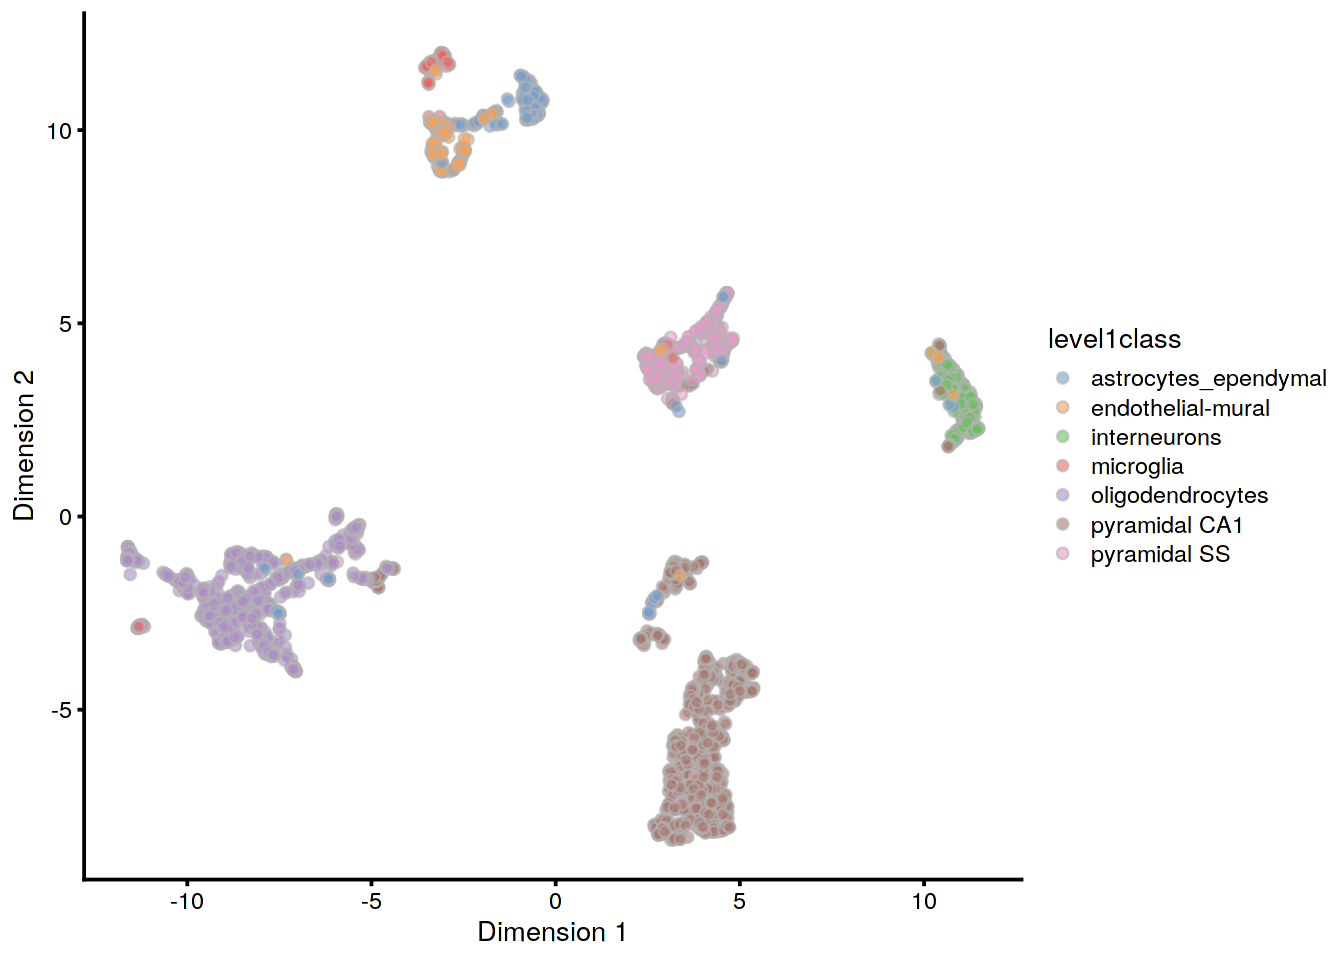 10
5
0
-5
Dimension 2
-10
-5
0
5
10
Dimension 1
level1class
astrocytes_ependymal
endothelial-mural
interneurons
microglia
oligodendrocytes
pyramidal CA1
pyramidal SS